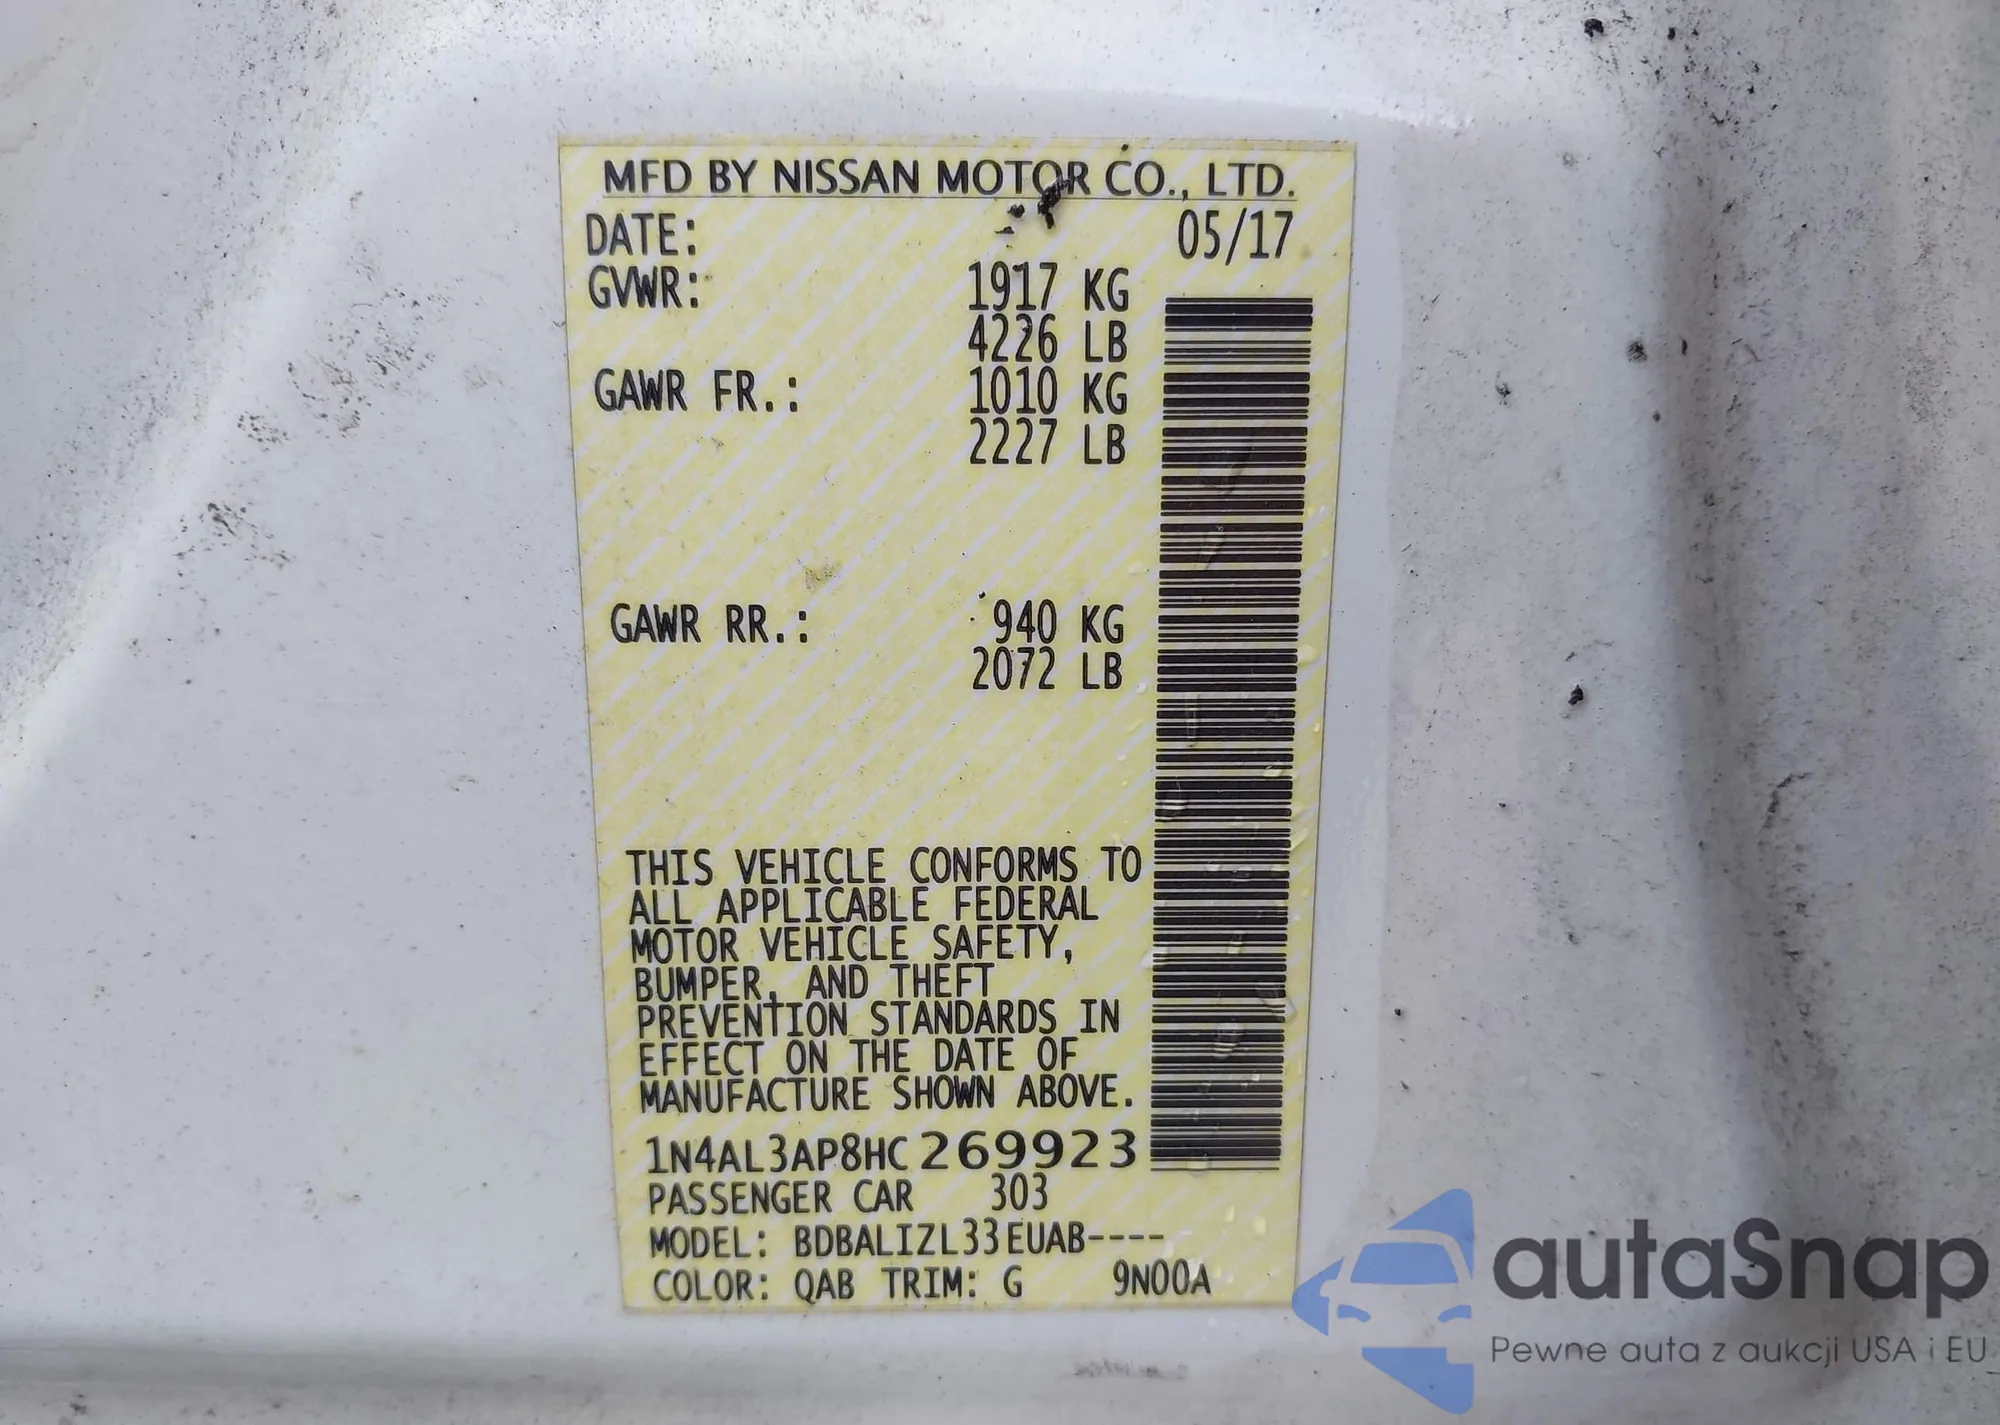 MFD BY NISSAN MOTOR CO., LTD.
DATE: 05/17
GVWR: 1917 KG
4226 LB
GAWR FR.: 1010 KG
2227 LB
GAWR RR.: 940 KG
2072 LB
THIS VEHICLE CONFORMS TO
ALL APPLICABLE FEDERAL
MOTOR VEHICLE SAFETY,
BUMPER, AND THEFT
PREVENTION STANDARDS IN
EFFECT ON THE DATE OF
MANUFACTURE SHOWN ABOVE.
1N4AL3AP8HC269923
PASSENGER CAR 303
MODEL: BDBALIZL33EUAB----
COLOR: QAB TRIM: G 9N00A
autaSnap
Pewne auta z aukcji USA i EU